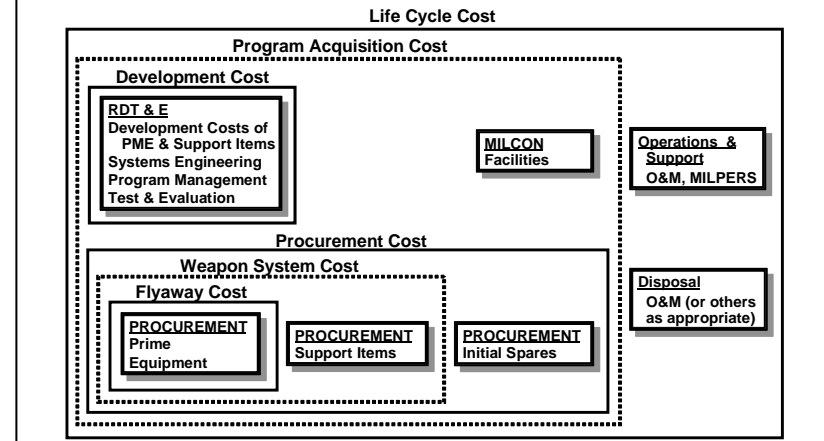 Life Cycle Cost
Program Acquisition Cost
Development Cost
RDT & E
Development Costs of
PME & Support Items
Systems Engineering
Program Management
Test & Evaluation
MILCON
Facilities
Operations &
Support
O&M, MILPERS
Procurement Cost
Weapon System Cost
Flyaway Cost
PROCUREMENT
Prime
Equipment
PROCUREMENT
Support Items
PROCUREMENT
Initial Spares
Disposal
O&M (or others
as appropriate)